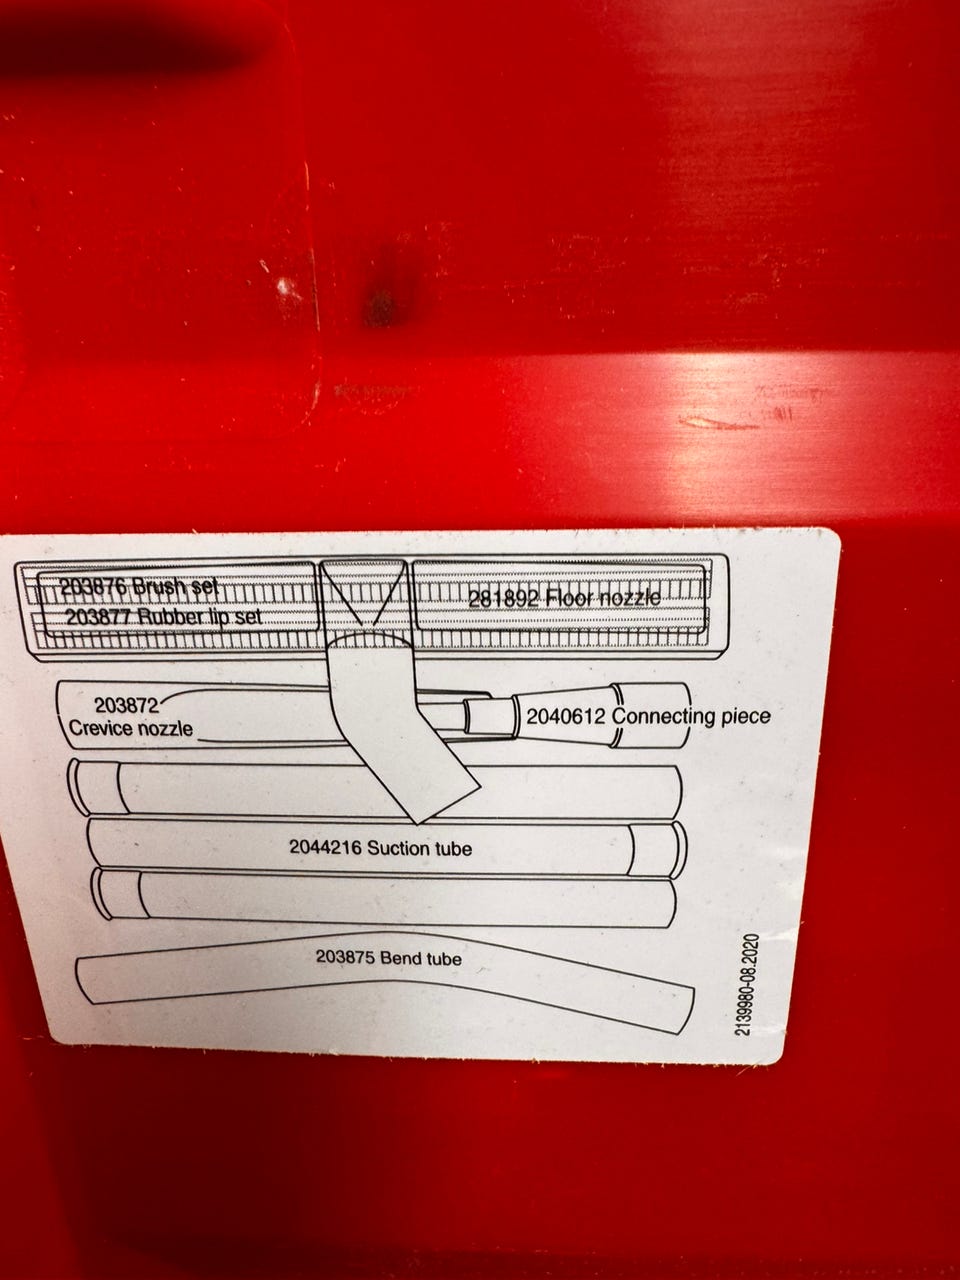 203876 Brush set
203877 Rubber lip set
281892 Floor nozzle
203872
Crevice nozzle
2040612 Connecting piece
2044216 Suction tube
203875 Bend tube
2139980-08.2020